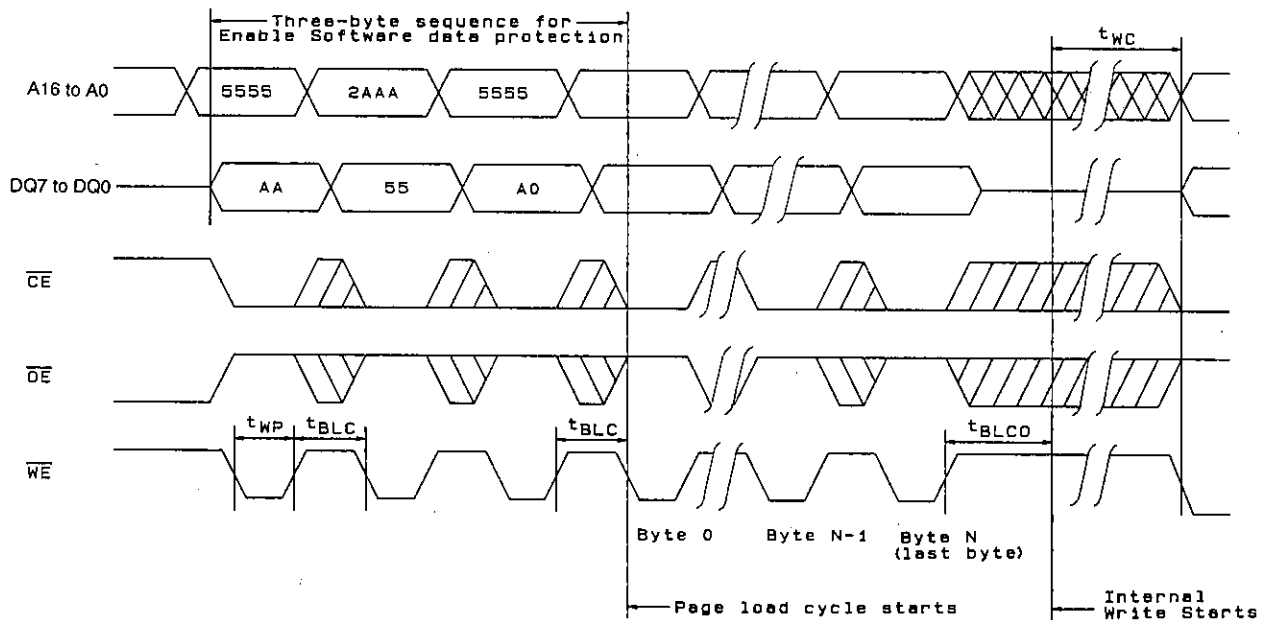 Three-byte sequence for
Enable Software data protection
tWC
A16 to A0
5555
2AAA
5555
DQ7 to DQ0
AA
55
A0
CE
OE
tWP
tBLC
tBLC
tBLCO
WE
Byte 0
Byte N-1
Byte N
(last byte)
Page load cycle starts
Internal
Write Starts